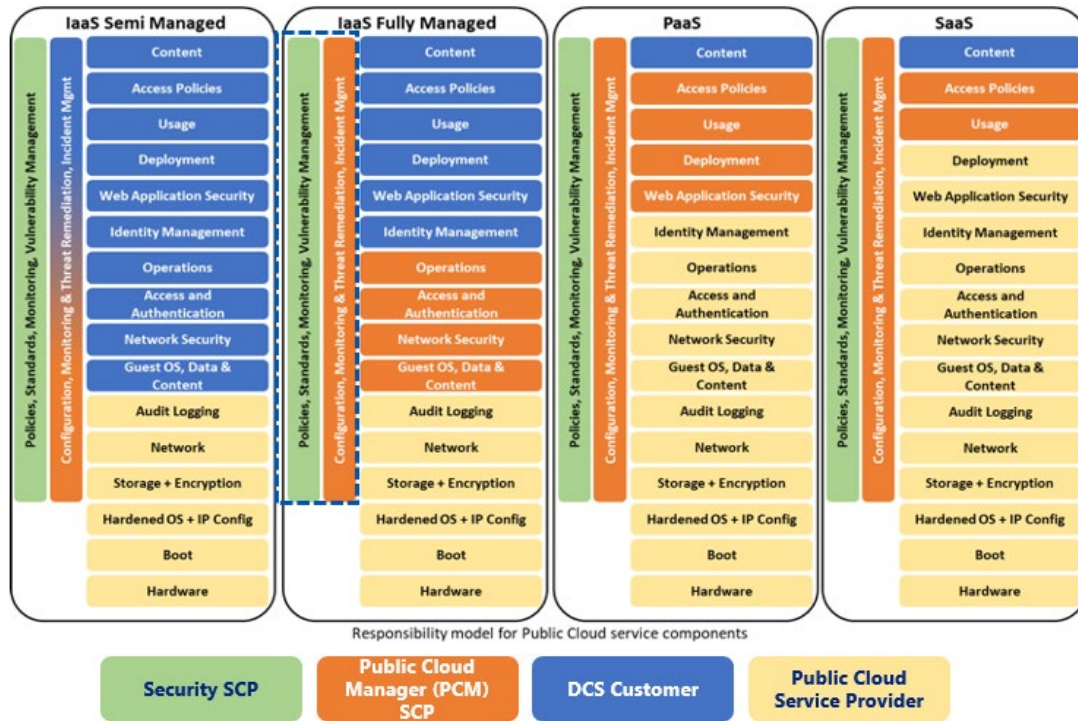 IaaS Semi Managed
Policies, Standards, Monitoring, Vulnerability Management
Configuration, Monitoring & Threat Remediation, Incident Mgmt
Content
Access Policies
Usage
Deployment
Web Application Security
Identity Management
Operations
Access and
Authentication
Network Security
Guest OS, Data &
Content
Audit Logging
Network
Storage + Encryption
Hardened OS + IP Config
Boot
Hardware
IaaS Fully Managed
Policies, Standards, Monitoring, Vulnerability Management
Configuration, Monitoring & Threat Remediation, Incident Mgmt
Content
Access Policies
Usage
Deployment
Web Application Security
Identity Management
Operations
Access and
Authentication
Network Security
Guest OS, Data &
Content
Audit Logging
Network
Storage + Encryption
Hardened OS + IP Config
Boot
Hardware
PaaS
Policies, Standards, Monitoring, Vulnerability Management
Configuration, Monitoring & Threat Remediation, Incident Mgmt
Content
Access Policies
Usage
Deployment
Web Application Security
Identity Management
Operations
Access and
Authentication
Network Security
Guest OS, Data &
Content
Audit Logging
Network
Storage + Encryption
Hardened OS + IP Config
Boot
Hardware
SaaS
Policies, Standards, Monitoring, Vulnerability Management
Configuration, Monitoring & Threat Remediation, Incident Mgmt
Content
Access Policies
Usage
Deployment
Web Application Security
Identity Management
Operations
Access and
Authentication
Network Security
Guest OS, Data &
Content
Audit Logging
Network
Storage + Encryption
Hardened OS + IP Config
Boot
Hardware
Responsibility model for Public Cloud service components
Security SCP
Public Cloud
Manager (PCM)
SCP
DCS Customer
Public Cloud
Service Provider